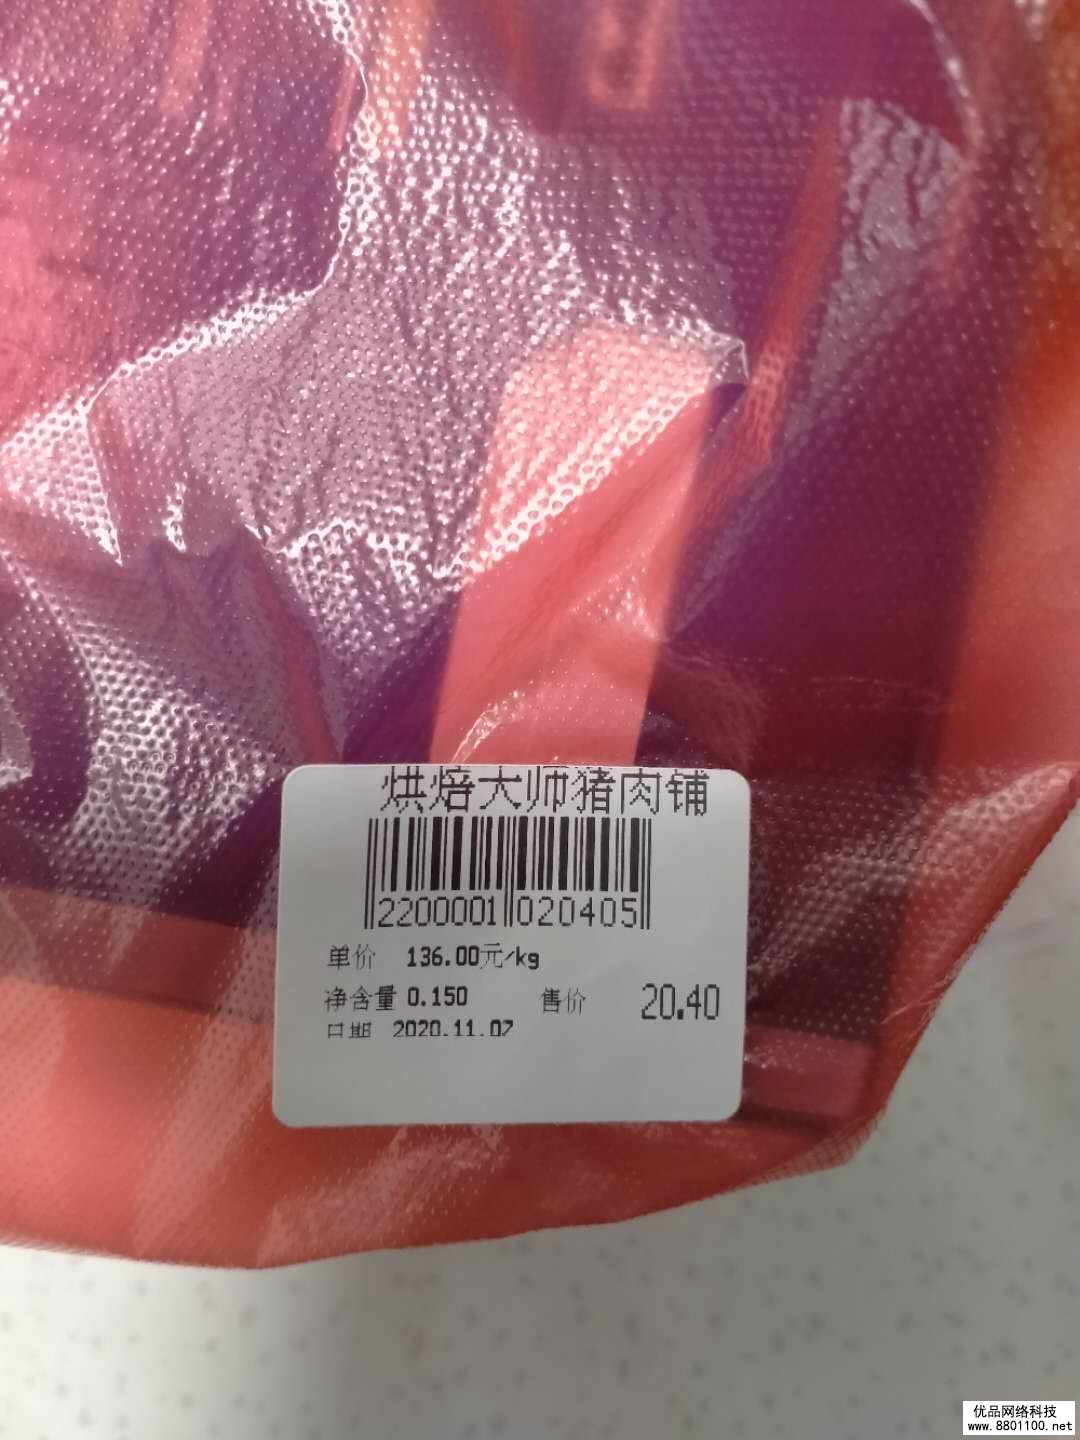 烘焙大师猪肉铺
2200001 020405
单价 136.00元/kg
净含量 0.150 售价 20.40
日期 2020.11.07
优品网络科技
www.8801100.net